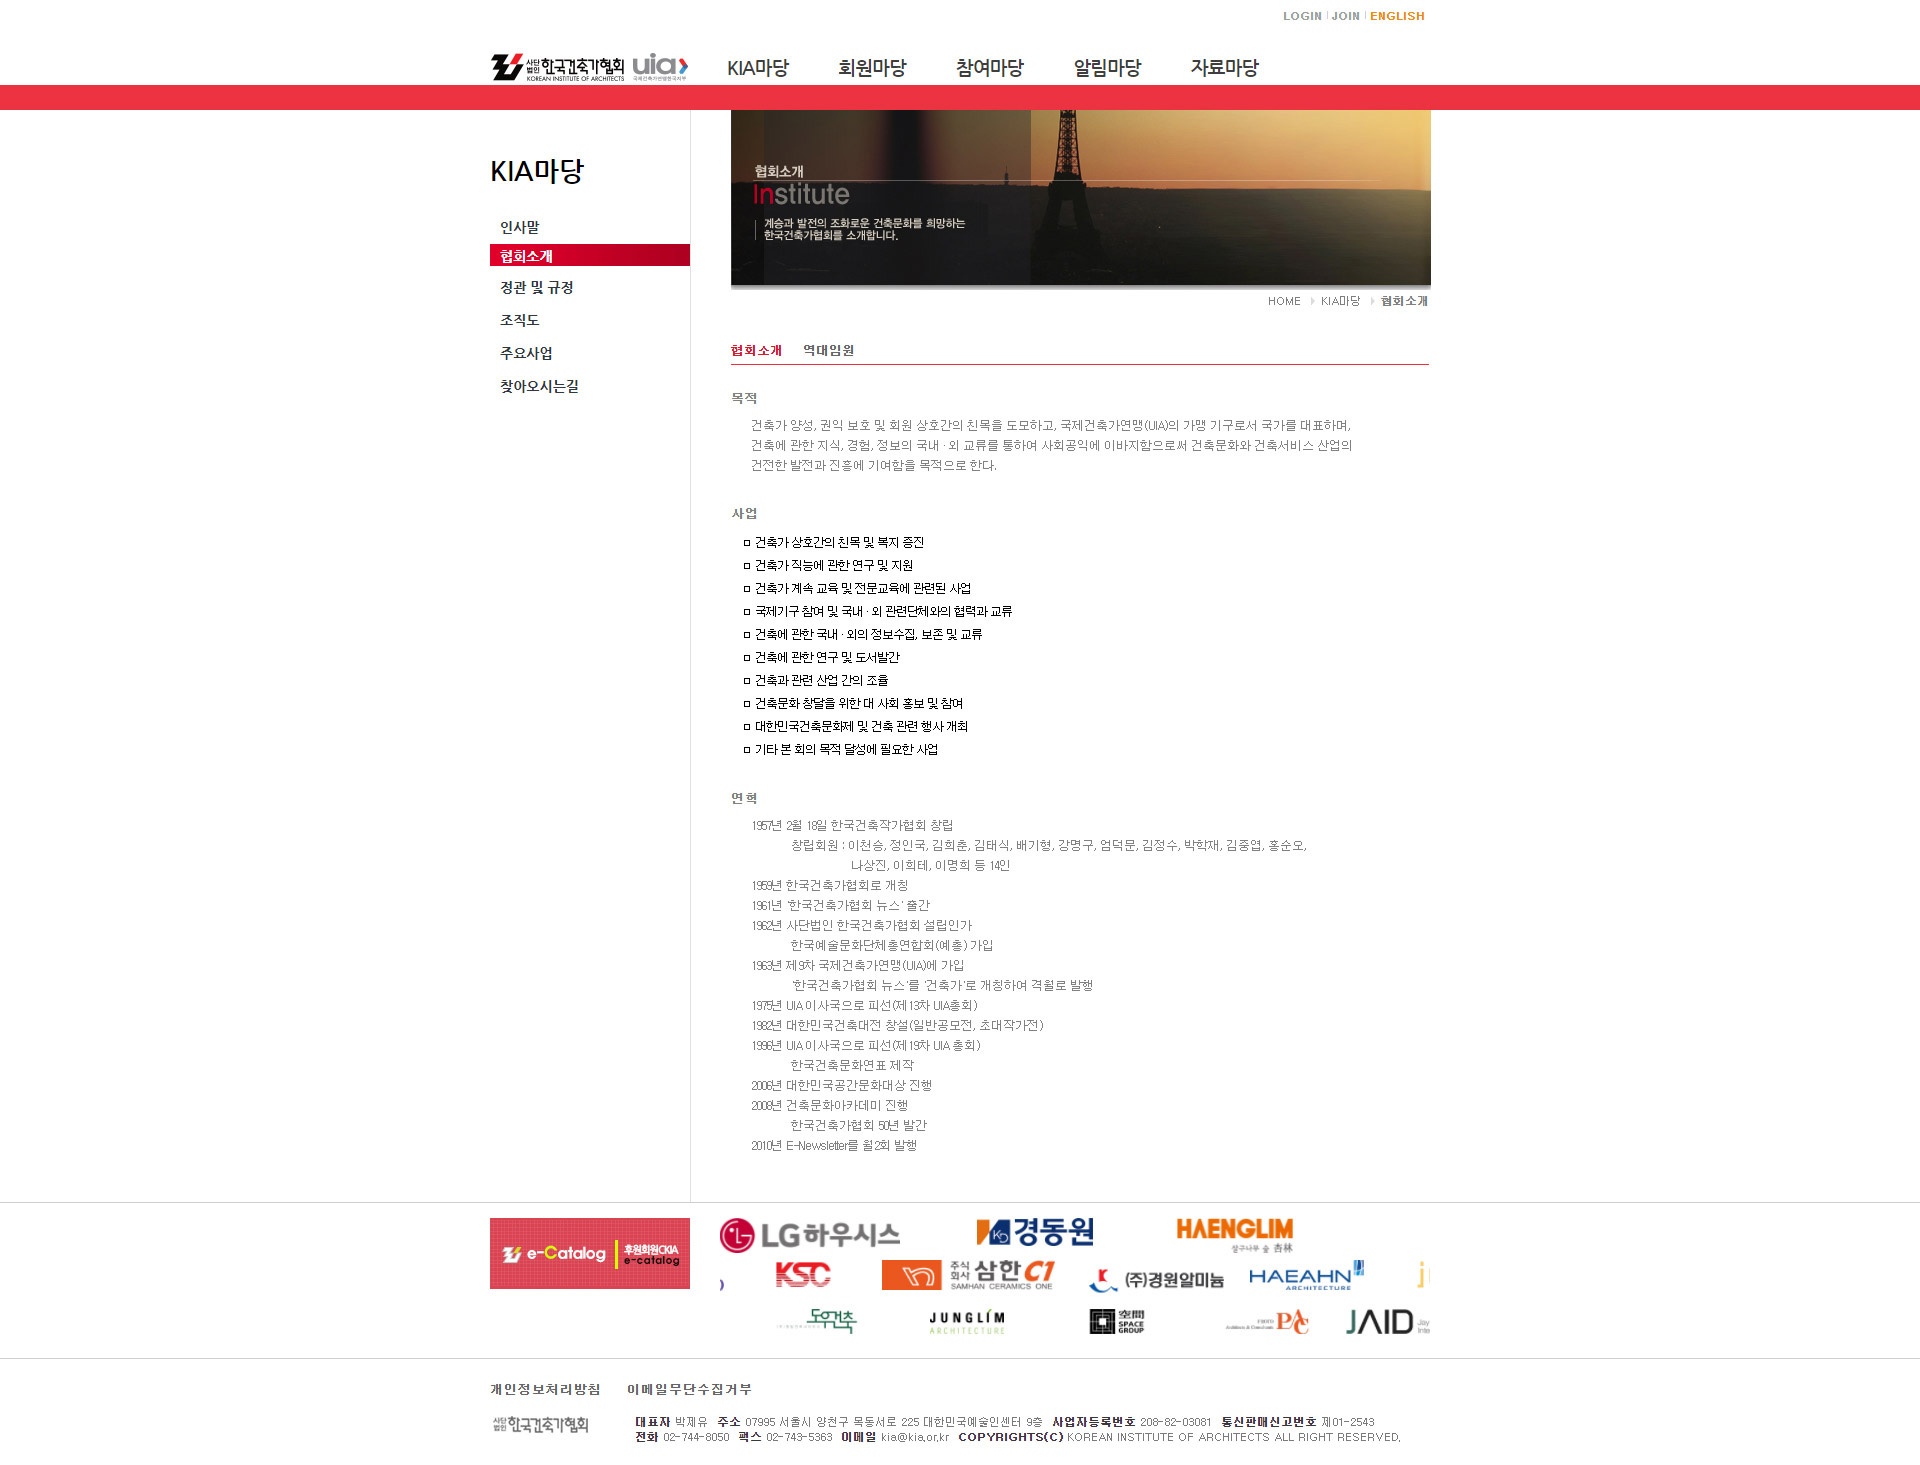 LOGIN JOIN ENGLISH
사단법인 한국건축가협회 uia
KOREAN INSTITUTE OF ARCHITECTS 국제건축가연맹한국지부
KIA마당 회원마당 참여마당 알림마당 자료마당
KIA마당
인사말
협회소개
정관 및 규정
조직도
주요사업
찾아오시는길
협회소개
Institute
계승과 발전의 조화로운 건축문화를 희망하는
한국건축가협회를 소개합니다.
HOME KIA마당 협회소개
협회소개 역대임원
목적
건축가 양성, 권익 보호 및 회원 상호간의 친목을 도모하고, 국제건축가연맹(UIA)의 가맹 기구로서 국가를 대표하며,
건축에 관한 지식, 경험, 정보의 국내 · 외 교류를 통하여 사회공익에 이바지함으로써 건축문화와 건축서비스 산업의
건전한 발전과 진흥에 기여함을 목적으로 한다.
사업
건축가 상호간의 친목 및 복지 증진
건축가 직능에 관한 연구 및 지원
건축가 계속 교육 및 전문교육에 관련된 사업
국제기구 참여 및 국내 · 외 관련단체와의 협력과 교류
건축에 관한 국내 · 외의 정보수집, 보존 및 교류
건축에 관한 연구 및 도서발간
건축과 관련 산업 간의 조율
건축문화 창달을 위한 대 사회 홍보 및 참여
대한민국건축문화제 및 건축 관련 행사 개최
기타 본 회의 목적 달성에 필요한 사업
연혁
1957년 2월 18일 한국건축작가협회 창립
창립회원 : 이천승, 정인국, 김희춘, 김태식, 배기형, 강명구, 엄덕문, 김정수, 박학재, 김중업, 홍순오,
나상진, 이희태, 이명희 등 14인
1959년 한국건축가협회로 개칭
1961년 '한국건축가협회 뉴스' 출간
1962년 사단법인 한국건축가협회 설립인가
한국예술문화단체총연합회(예총) 가입
1963년 제9차 국제건축가연맹(UIA)에 가입
'한국건축가협회 뉴스'를 '건축가'로 개칭하여 격월로 발행
1975년 UIA 이사국으로 피선(제13차 UIA총회)
1982년 대한민국건축대전 창설(일반공모전, 초대작가전)
1996년 UIA 이사국으로 피선(제19차 UIA 총회)
한국건축문화연표 제작
2006년 대한민국공간문화대상 진행
2008년 건축문화아카데미 진행
한국건축가협회 50년 발간
2010년 E-Newsletter를 월2회 발행
e-Catalog 후원회원CKIA
e-catalog
LG하우시스 경동원 HAENGLIM
살구나무 숲 杏林
KSC 주식회사 삼한 C1 (주)경원알미늄 HAEAHN
SAMHAN CERAMICS ONE ARCHITECTURE
도우건축 JUNGLIM 空間 PAC JAID
ARCHITECTURE SPACE GROUP
개인정보처리방침 이메일무단수집거부
사단법인 한국건축가협회
대표자 박제유 주소 07995 서울시 양천구 목동서로 225 대한민국예술인센터 9층 사업자등록번호 208-82-03081 통신판매신고번호 제01-2543
전화 02-744-8050 팩스 02-743-5363 이메일 kia@kia.or.kr COPYRIGHTS(C) KOREAN INSTITUTE OF ARCHITECTS ALL RIGHT RESERVED.